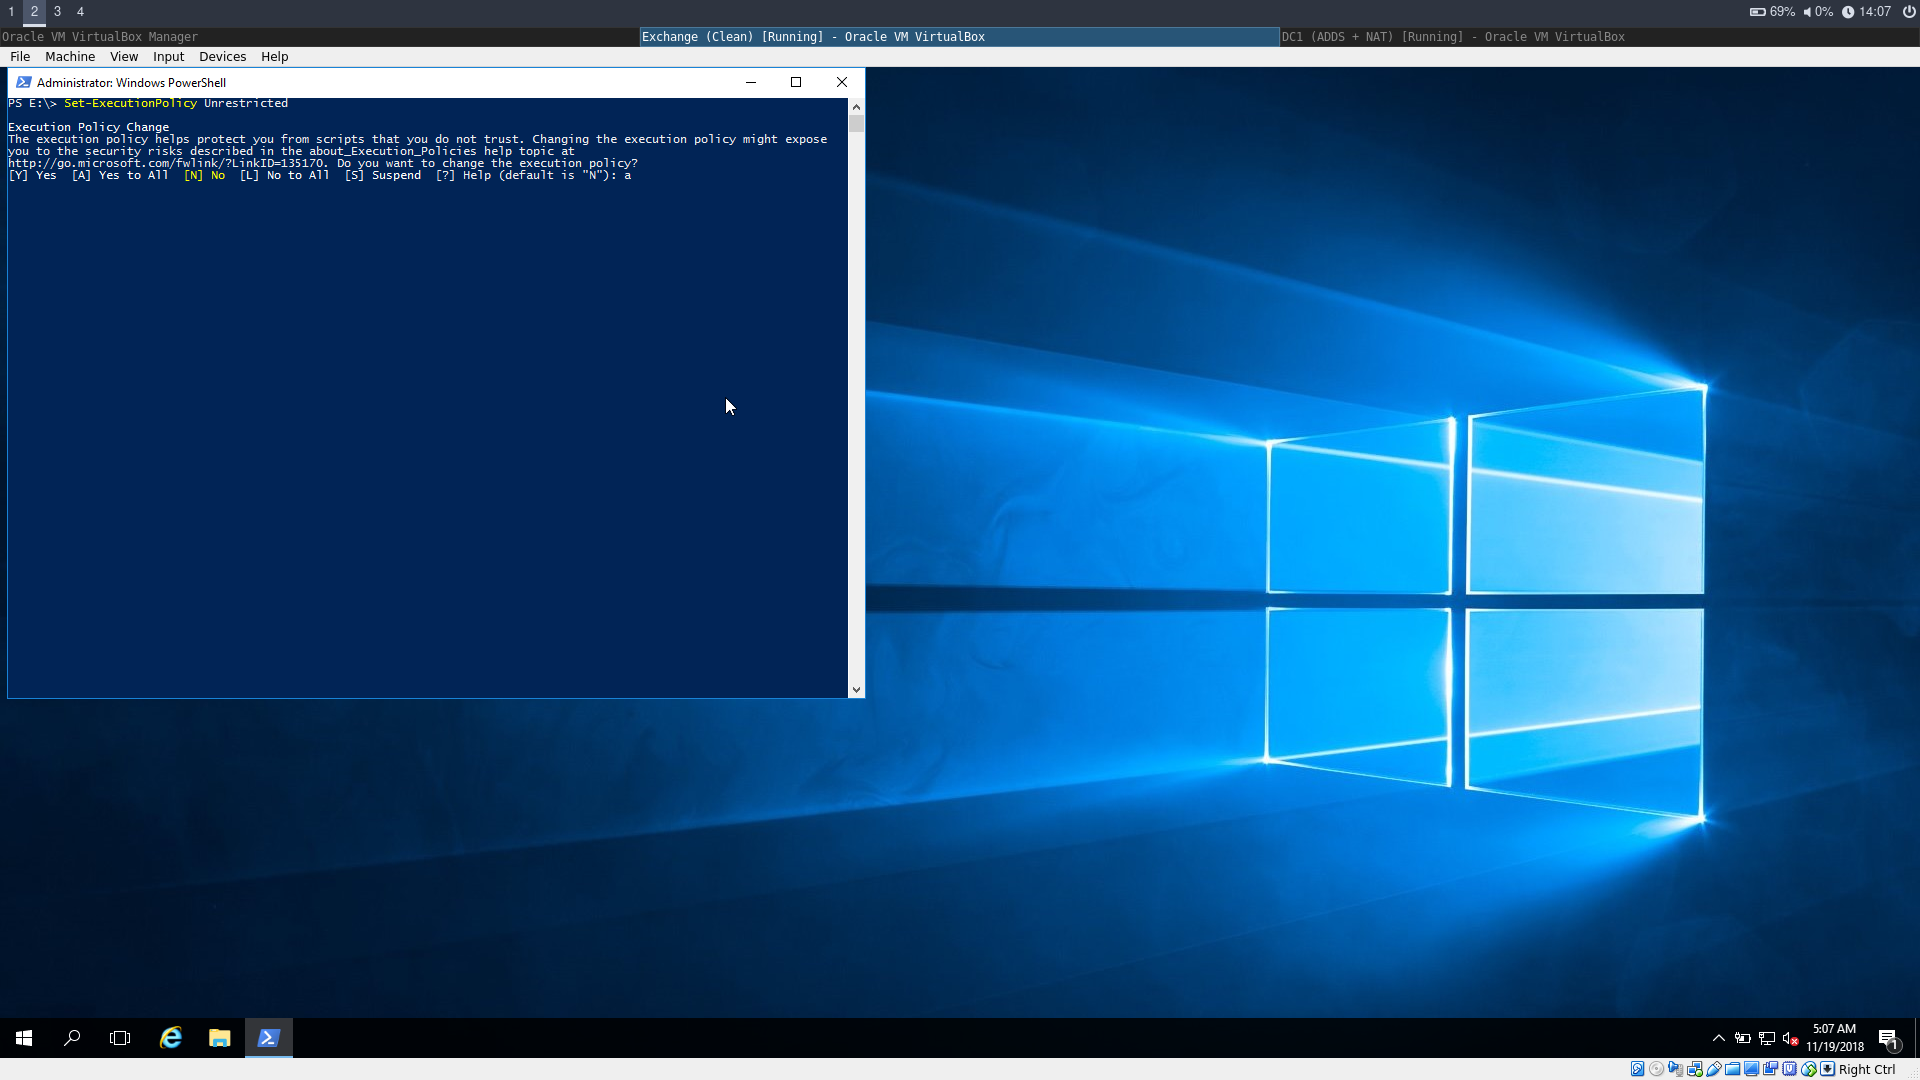 1 2 3 4 69% 0% 14:07
Oracle VM VirtualBox Manager Exchange (Clean) [Running] - Oracle VM VirtualBox DC1 (ADDS + NAT) [Running] - Oracle VM VirtualBox
File Machine View Input Devices Help
Administrator: Windows PowerShell
PS E:\> Set-ExecutionPolicy Unrestricted
Execution Policy Change
The execution policy helps protect you from scripts that you do not trust. Changing the execution policy might expose
you to the security risks described in the about_Execution_Policies help topic at
http://go.microsoft.com/fwlink/?LinkID=135170. Do you want to change the execution policy?
[Y] Yes [A] Yes to All [N] No [L] No to All [S] Suspend [?] Help (default is "N"): a
5:07 AM
11/19/2018
1
Right Ctrl